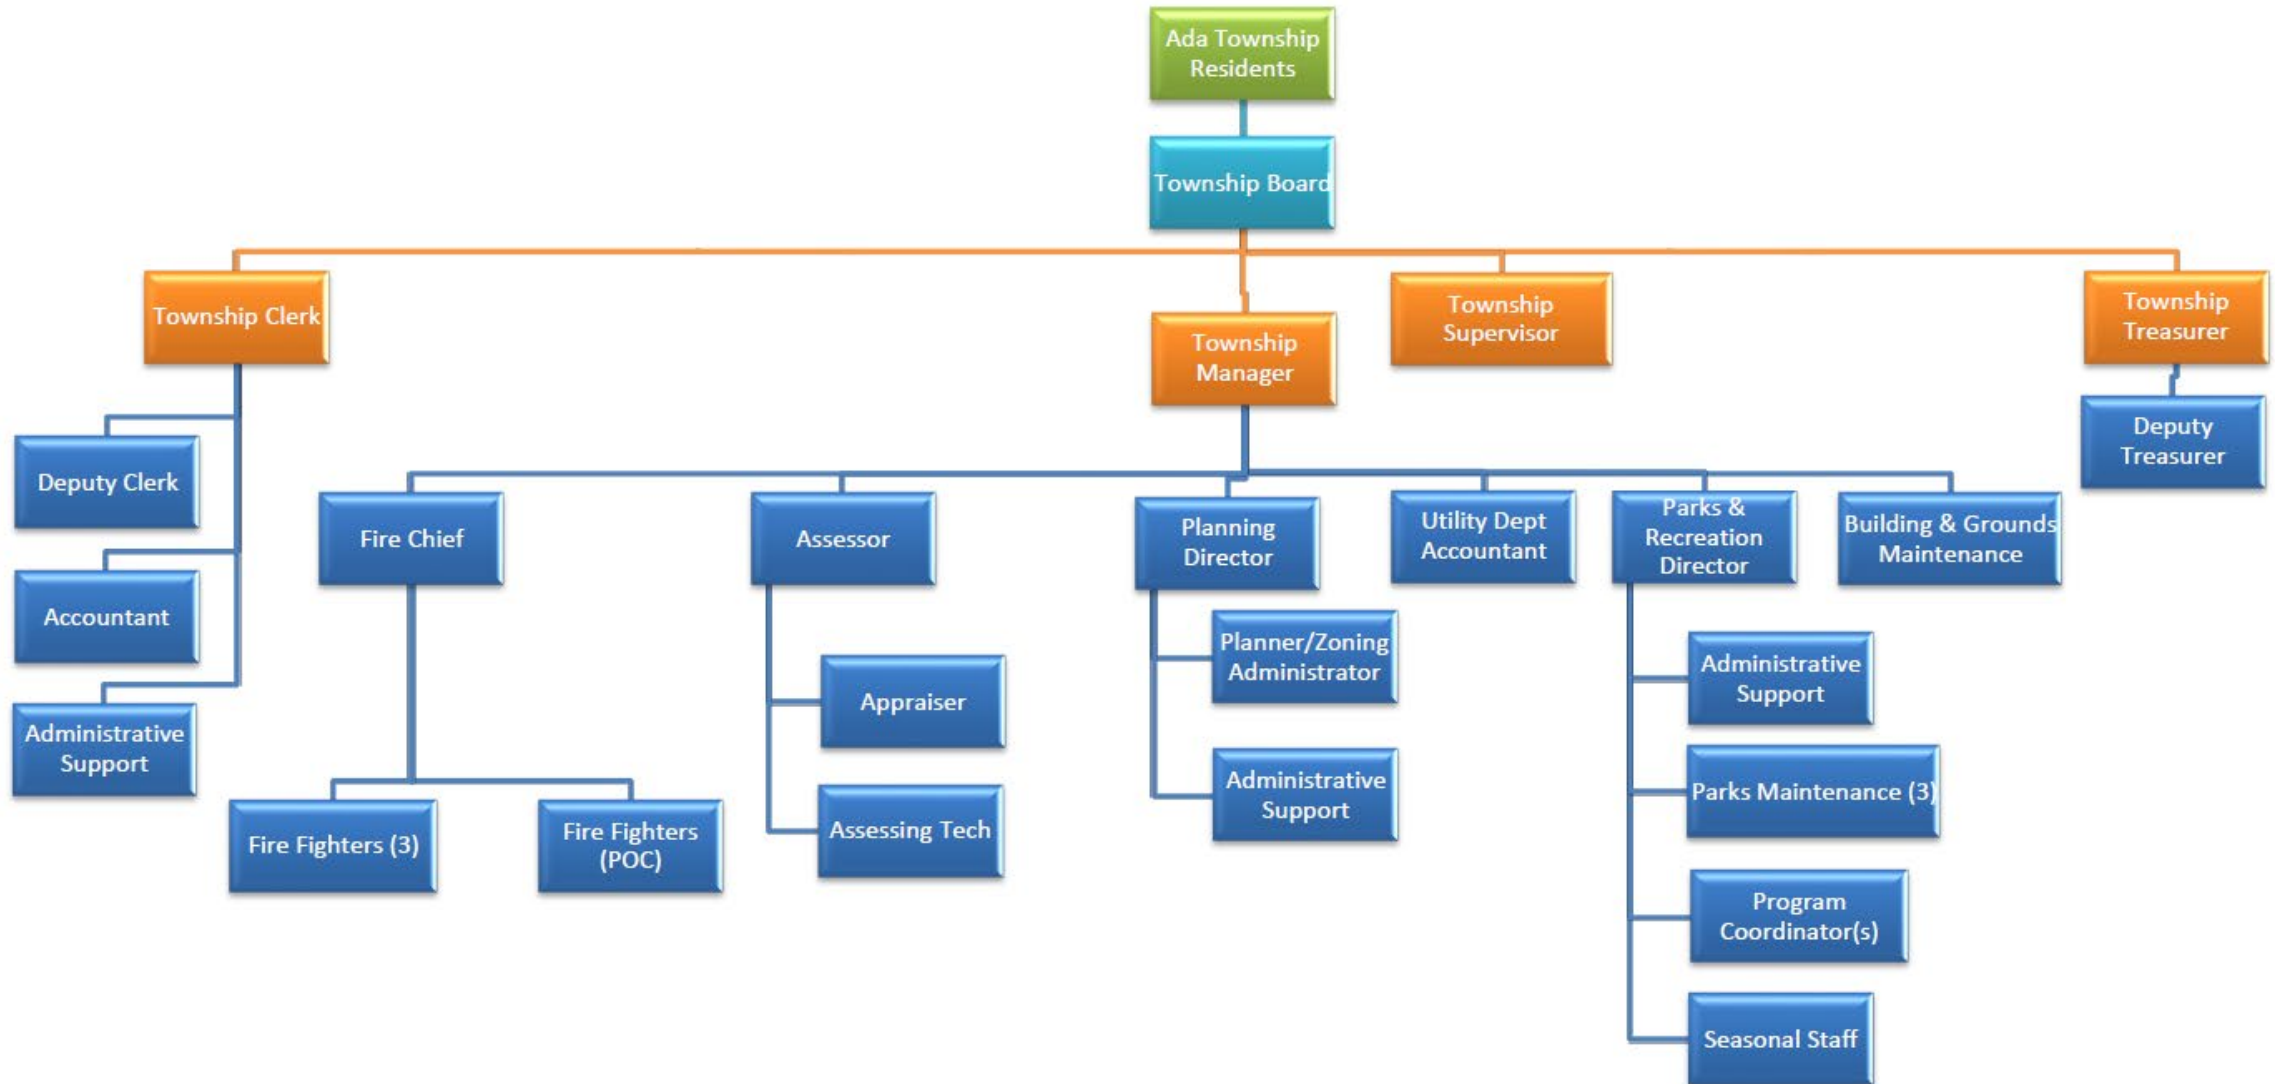 Ada Township
Residents
Township Board
Township Clerk
Township
Manager
Township
Supervisor
Township
Treasurer
Deputy Clerk
Accountant
Administrative
Support
Deputy
Treasurer
Fire Chief
Assessor
Planning
Director
Utility Dept
Accountant
Parks &
Recreation
Director
Building & Grounds
Maintenance
Fire Fighters (3)
Fire Fighters
(POC)
Appraiser
Assessing Tech
Planner/Zoning
Administrator
Administrative
Support
Administrative
Support
Parks Maintenance (3)
Program
Coordinator(s)
Seasonal Staff